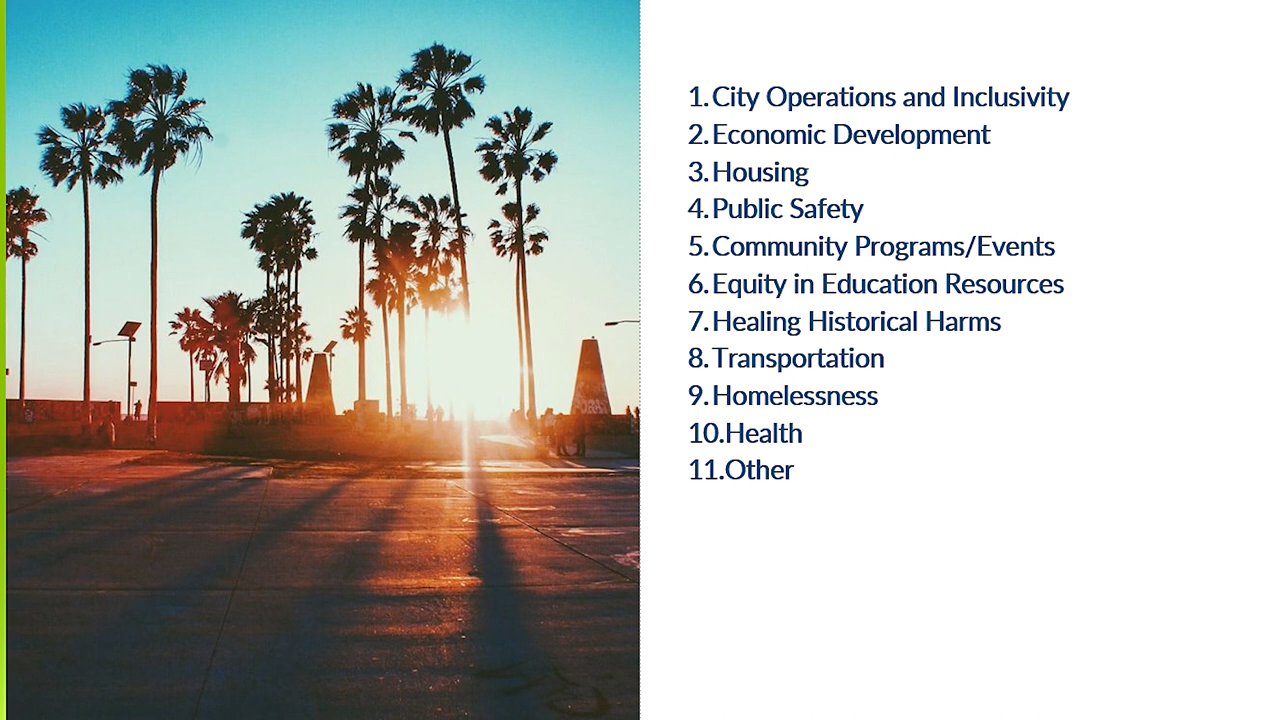 1. City Operations and Inclusivity
2. Economic Development
3. Housing
4. Public Safety
5. Community Programs/Events
6. Equity in Education Resources
7. Healing Historical Harms
8. Transportation
9. Homelessness
10.Health
11.Other